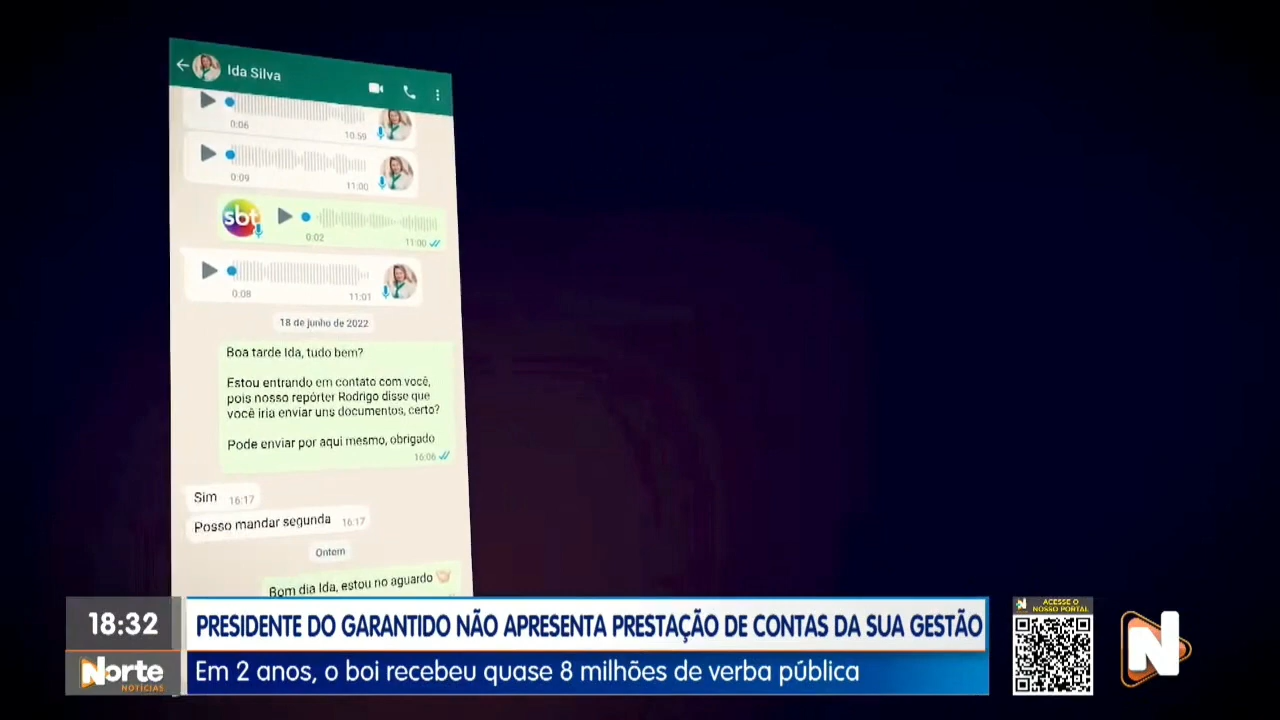 Ida Silva
0:06
10:59
0:09
11:00
sbt
0:02
11:00
0:08
11:01
18 de junho de 2022
Boa tarde Ida, tudo bem?
Estou entrando em contato com você,
pois nosso repórter Rodrigo disse que
você iria enviar uns documentos, certo?
Pode enviar por aqui mesmo, obrigado
16:06
Sim 16:17
Posso mandar segunda 16:17
Ontem
Bom dia Ida, estou no aguardo
18:32
PRESIDENTE DO GARANTIDO NÃO APRESENTA PRESTAÇÃO DE CONTAS DA SUA GESTÃO
Norte
NOTÍCIAS
Em 2 anos, o boi recebeu quase 8 milhões de verba pública
ACESSE O
NOSSO PORTAL
N